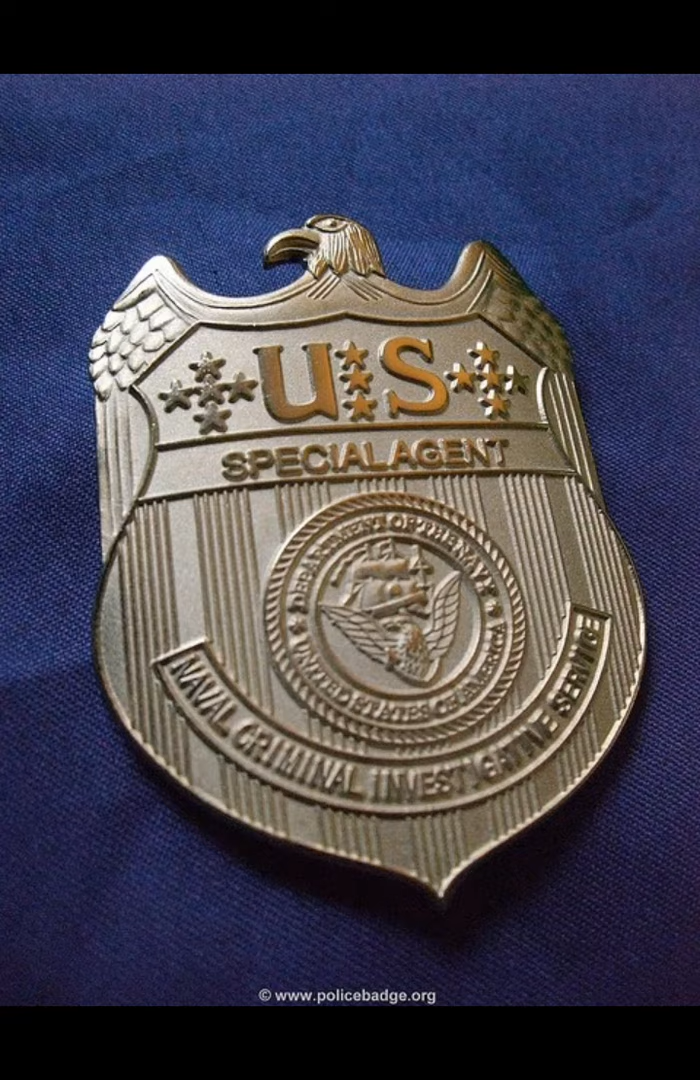 U S
SPECIAL AGENT
DEPARTMENT OF THE NAVY
UNITED STATES OF AMERICA
NAVAL CRIMINAL INVESTIGATIVE SERVICE
© www.policebadge.org